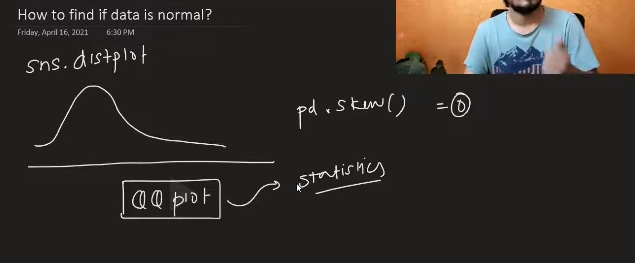 How to find if data is normal?
Friday, April 16, 2021 6:30 PM
sns.distplot
pd.skew() = 0
QQ plot
statistics